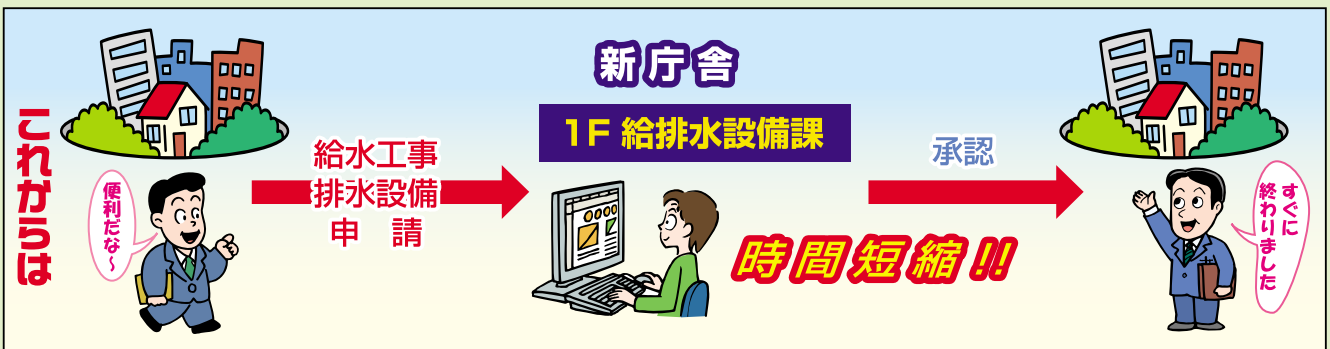 これからは
便利だな～
給水工事
排水設備
申　請
新庁舎
1F 給排水設備課
時間短縮!!
承認
すぐに
終わりました